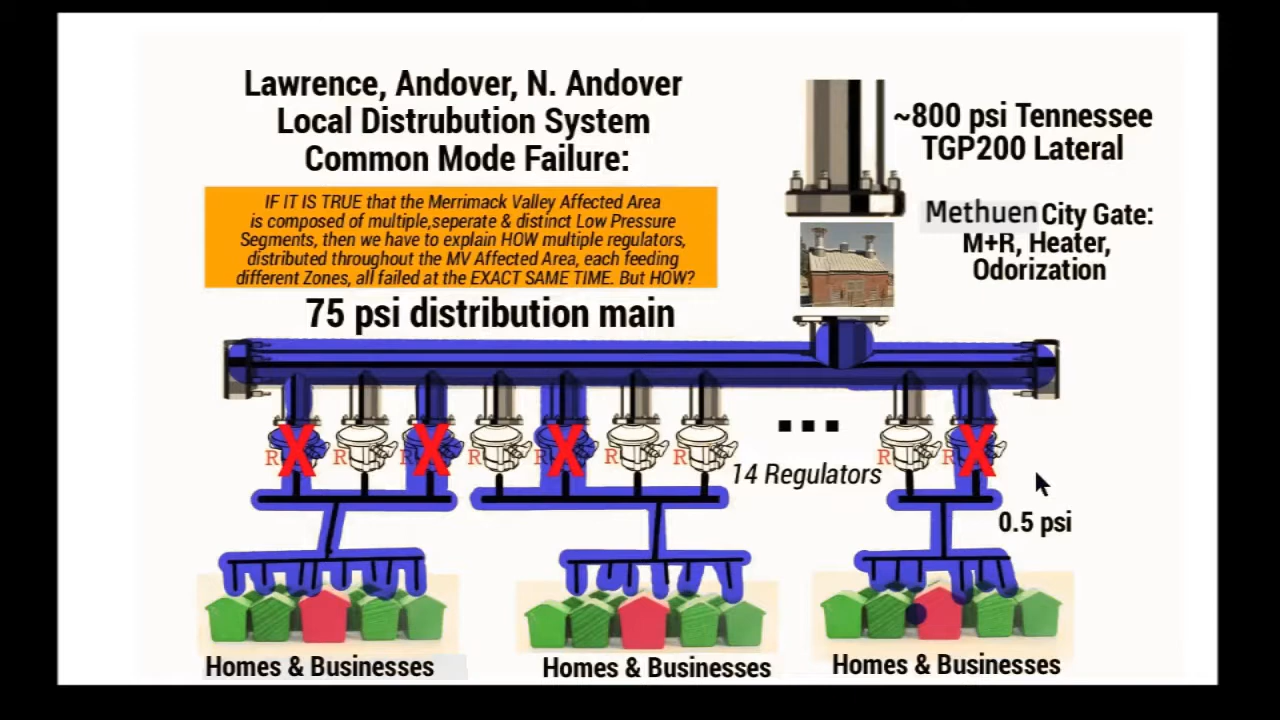 Lawrence, Andover, N. Andover
Local Distrubution System
Common Mode Failure:
IF IT IS TRUE that the Merrimack Valley Affected Area
is composed of multiple,seperate & distinct Low Pressure
Segments, then we have to explain HOW multiple regulators,
distributed throughout the MV Affected Area, each feeding
different Zones, all failed at the EXACT SAME TIME. But HOW?
~800 psi Tennessee
TGP200 Lateral
Methuen City Gate:
M+R, Heater,
Odorization
75 psi distribution main
R X R R X R R X R R R R X
14 Regulators
0.5 psi
Homes & Businesses
Homes & Businesses
Homes & Businesses